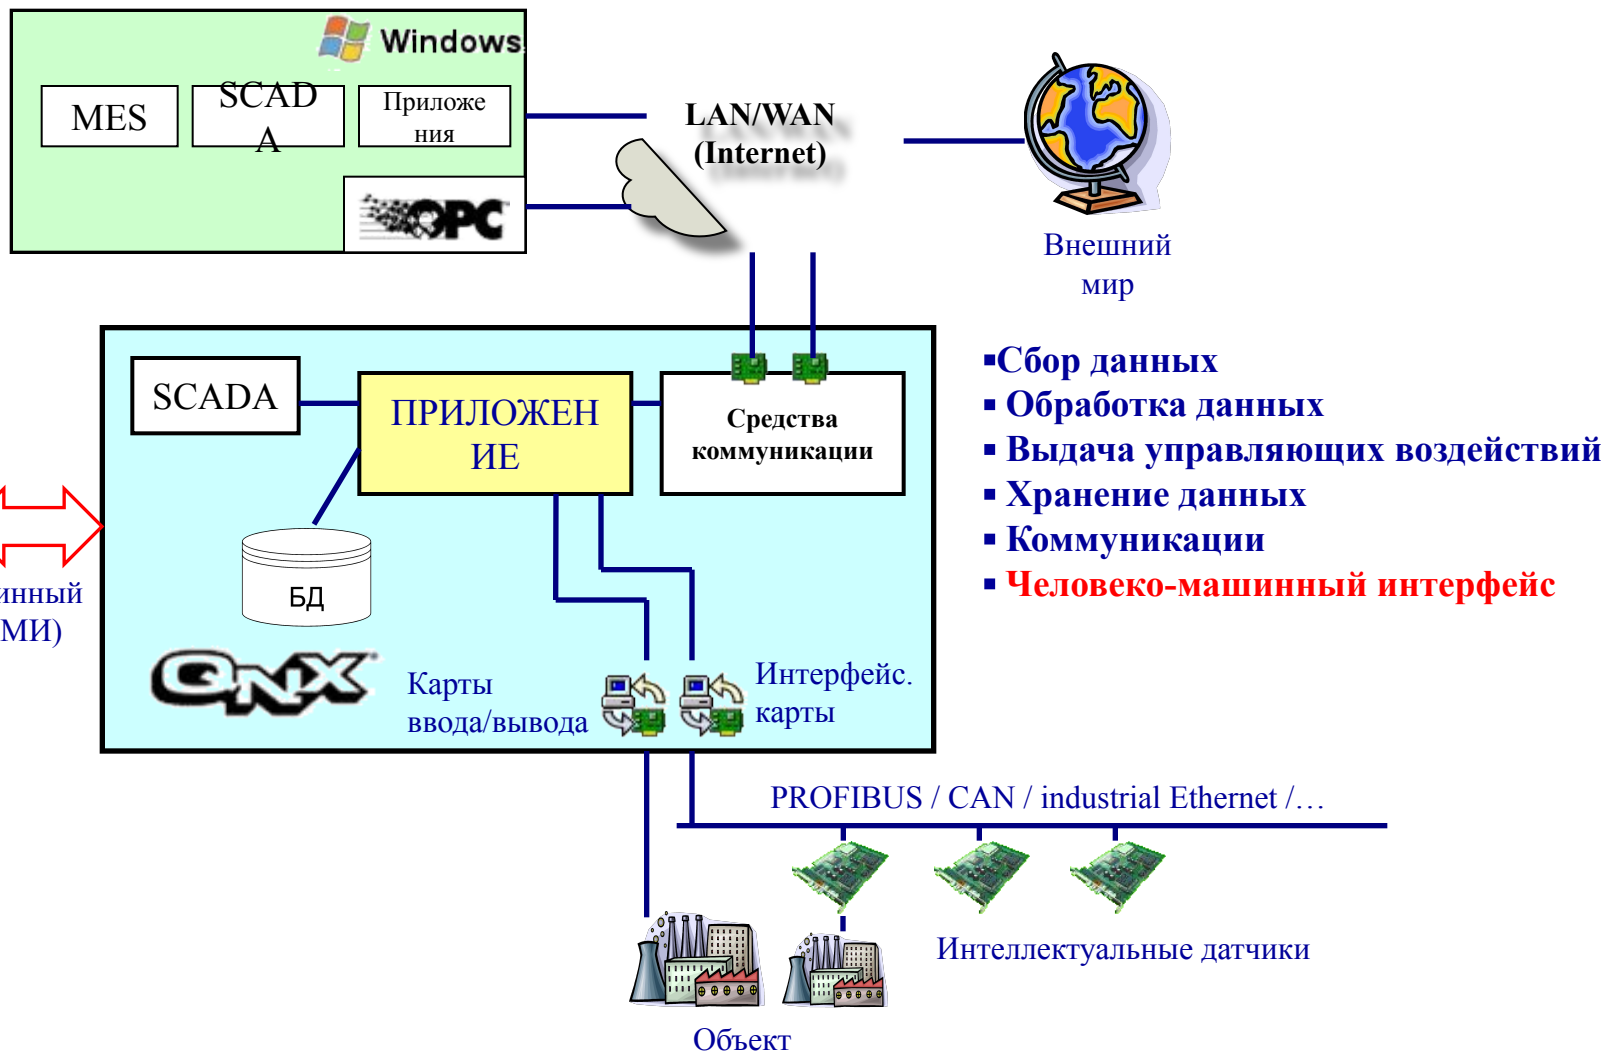 Windows
MES
SCAD
A
Приложе
ния
OPC
LAN/WAN
(Internet)
Внешний
мир
SCADA
ПРИЛОЖЕН
ИЕ
Средства
коммуникации
БД
QNX
Карты
ввода/вывода
Интерфейс.
карты
▪Сбор данных
▪ Обработка данных
▪ Выдача управляющих воздействий
▪ Хранение данных
▪ Коммуникации
▪ Человеко-машинный интерфейс
инный
МИ)
PROFIBUS / CAN / industrial Ethernet /…
Интеллектуальные датчики
Объект